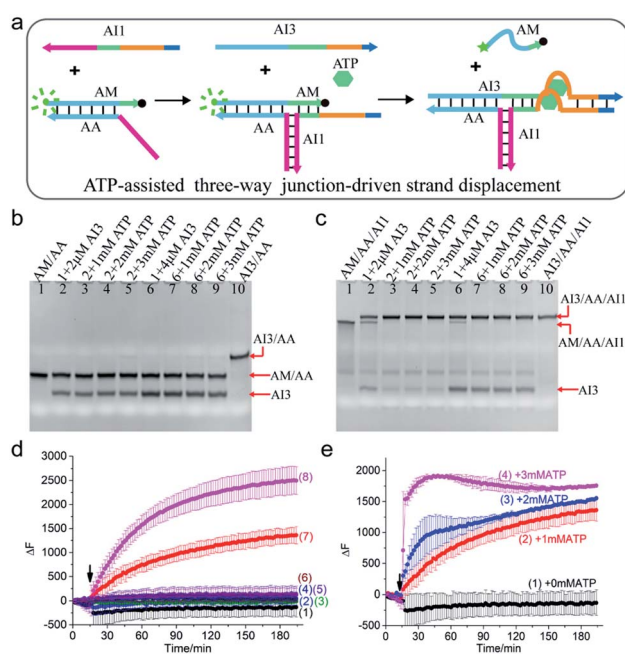 a
AI1
AI3
AM
+
+
ATP
+
AM
AM
AI3
AA
AA
AI1
AI1
ATP-assisted three-way junction-driven strand displacement
b
AM/AA
1+2μM AI3
2+1mM ATP
2+2mM ATP
2+3mM ATP
1+4μM AI3
6+1mM ATP
6+2mM ATP
6+3mM ATP
AI3/AA
1 2 3 4 5 6 7 8 9 10
AI3/AA
AM/AA
AI3
c
AM/AA/AI1
1+2μM AI3
2+1mM ATP
2+2mM ATP
2+3mM ATP
1+4μM AI3
6+1mM ATP
6+2mM ATP
6+3mM ATP
AI3/AA/AI1
1 2 3 4 5 6 7 8 9 10
AI3/AA/AI1
AM/AA/AI1
AI3
d
ΔF
3000
2500
2000
1500
1000
500
0
-500
(8)
(7)
(6)
(4)(5)
(2)(3)
(1)
0 30 60 90 120 150 180
Time/min
e
ΔF
2000
1500
1000
500
0
-500
(4) +3mMATP
(3) +2mMATP
(2) +1mMATP
(1) +0mMATP
0 30 60 90 120 150 180
Time/min